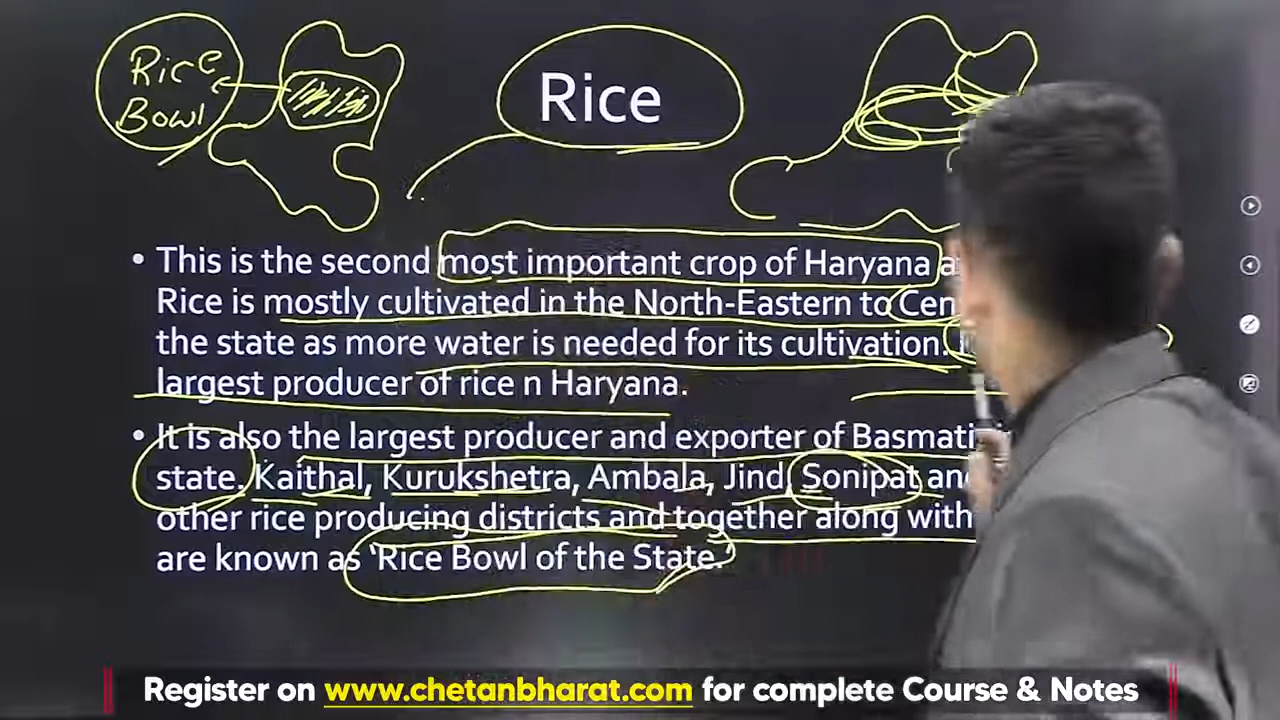 Rice
Bowl
Rice
• This is the second most important crop of Haryana
Rice is mostly cultivated in the North-Eastern to
the state as more water is needed for its cultivation.
largest producer of rice n Haryana.
• It is also the largest producer and exporter of Basmati
state. Kaithal, Kurukshetra, Ambala, Jind, Sonipat
other rice producing districts and together along with
are known as 'Rice Bowl of the State.'
Register on www.chetanbharat.com for complete Course & Notes